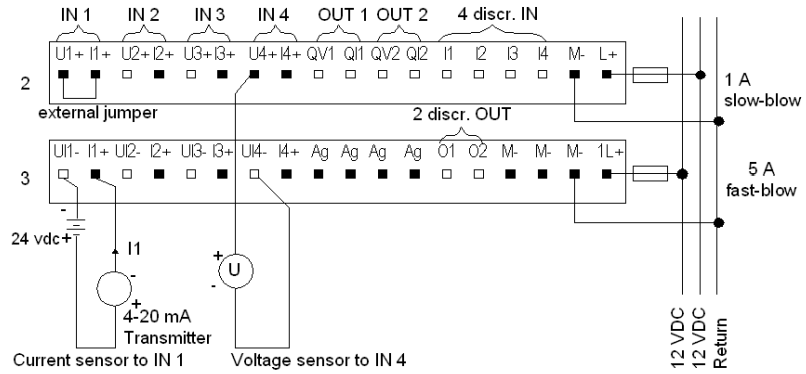 IN 1 IN 2 IN 3 IN 4 OUT 1 OUT 2 4 discr. IN
U1+ I1+ U2+ I2+ U3+ I3+ U4+ I4+ QV1 QI1 QV2 QI2 I1 I2 I3 I4 M- L+
2
external jumper
1 A
slow-blow
2 discr. OUT
UI1- I1+ UI2- I2+ UI3- I3+ UI4- I4+ Ag Ag Ag Ag O1 O2 M- M- M- 1L+
3
5 A
fast-blow
-
24 vdc +
I1
-
+
4-20 mA
Transmitter
+
U
-
Current sensor to IN 1
Voltage sensor to IN 4
12 VDC
12 VDC
Return